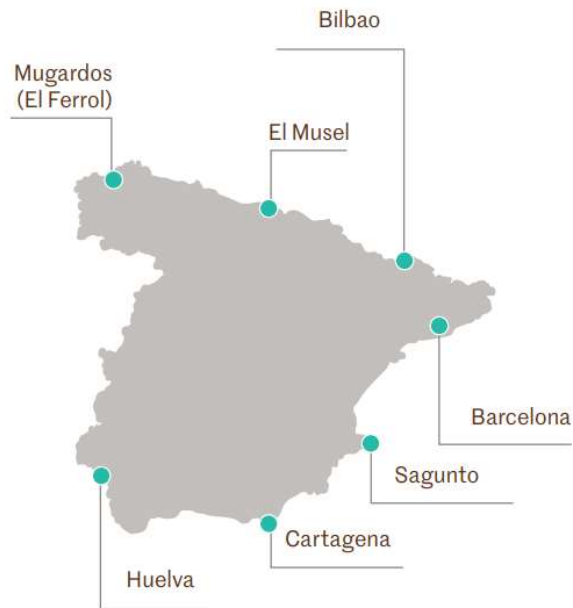 Bilbao
Mugardos
(El Ferrol)
El Musel
Barcelona
Sagunto
Cartagena
Huelva